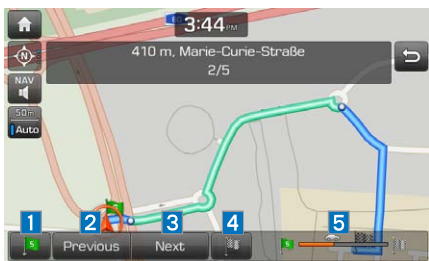 3:44PM
N
410 m, Marie-Curie-Straße
2/5
NAV
50m
Auto
1
2
3
4
5
S
Previous
Next
S